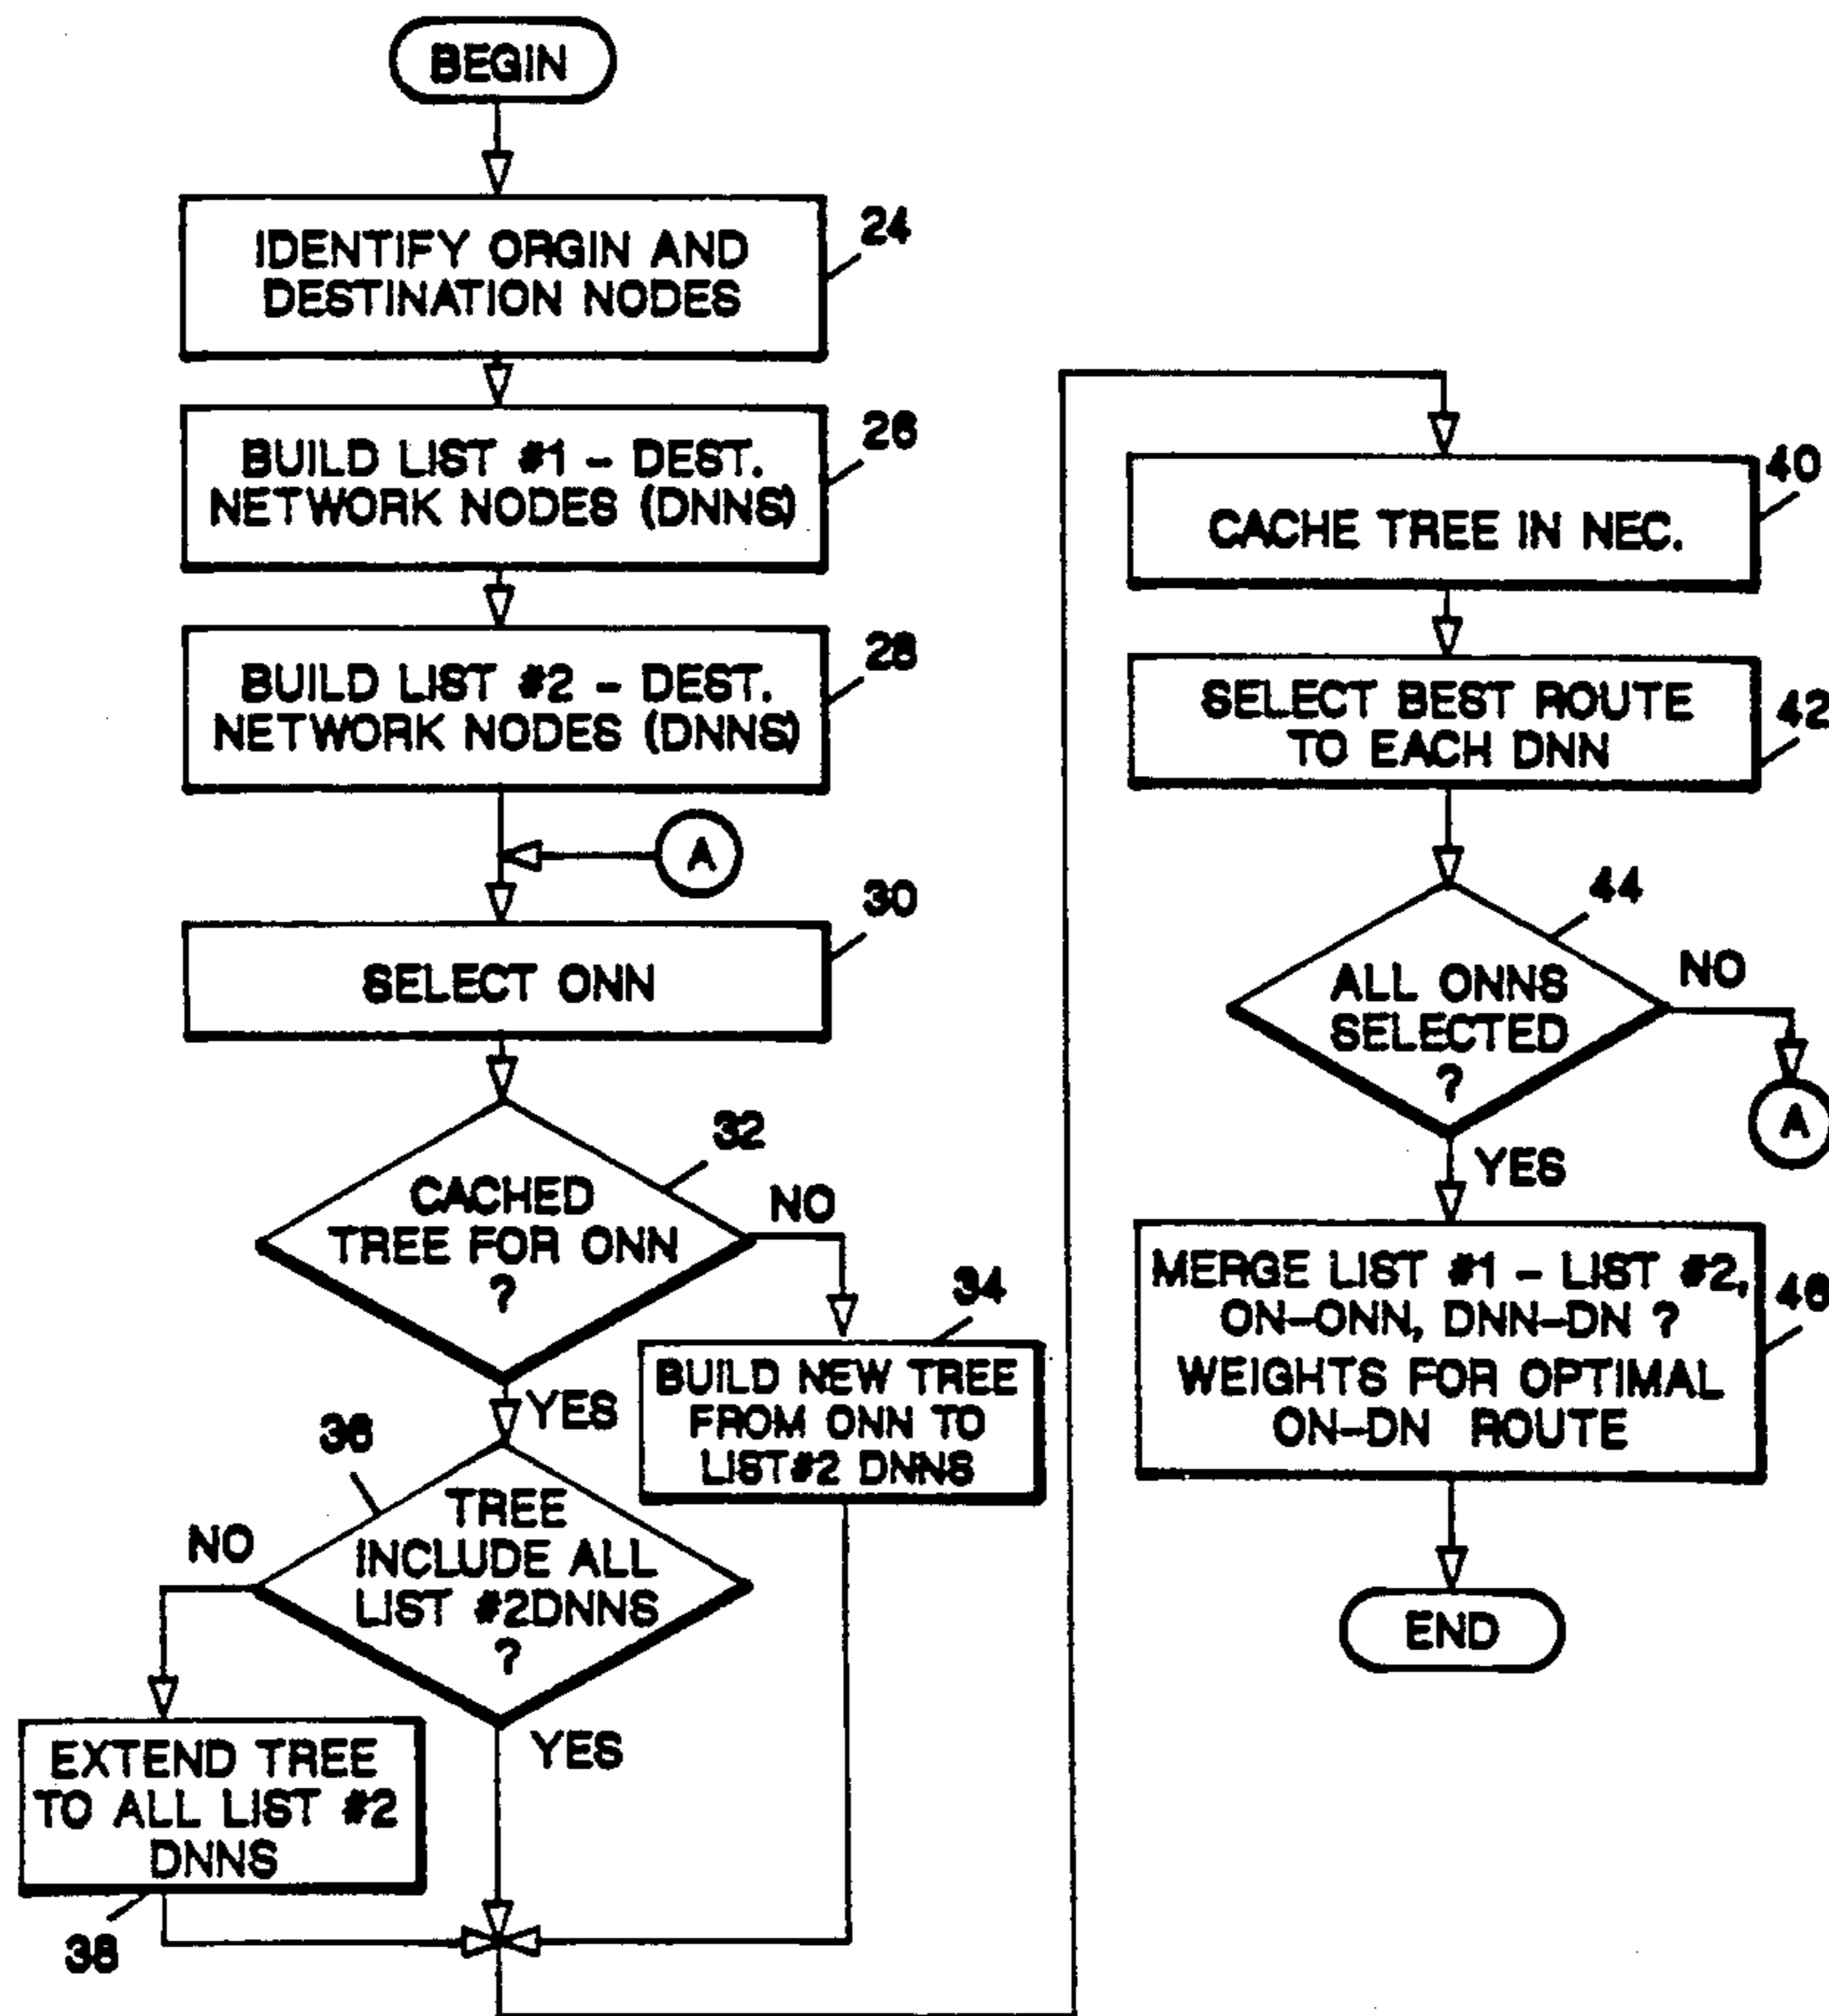 BEGIN
IDENTIFY ORGIN AND
DESTINATION NODES
24
BUILD LIST #1 - DEST.
NETWORK NODES (DNNS)
26
BUILD LIST #2 - DEST.
NETWORK NODES (DNNS)
28
A
SELECT ONN
30
CACHED
TREE FOR ONN
?
32
NO
YES
BUILD NEW TREE
FROM ONN TO
LIST#2 DNNS
34
TREE
INCLUDE ALL
LIST #2DNNS
?
36
NO
YES
EXTEND TREE
TO ALL LIST #2
DNNS
38
CACHE TREE IN NEC.
40
SELECT BEST ROUTE
TO EACH DNN
42
ALL ONNS
SELECTED
?
44
NO
A
YES
MERGE LIST #1 - LIST #2,
ON-ONN, DNN-DN ?
WEIGHTS FOR OPTIMAL
ON-DN ROUTE
46
END